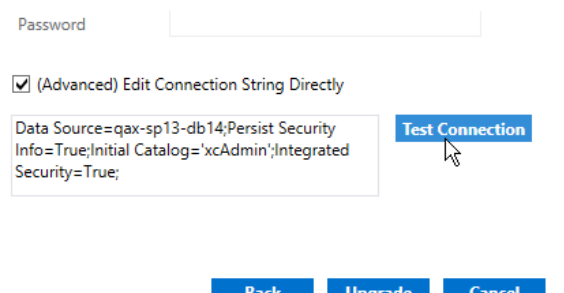 Password
(Advanced) Edit Connection String Directly
Data Source=qax-sp13-db14;Persist Security
Info=True;Initial Catalog='xcAdmin';Integrated
Security=True;
Test Connection
Back Upgrade Cancel